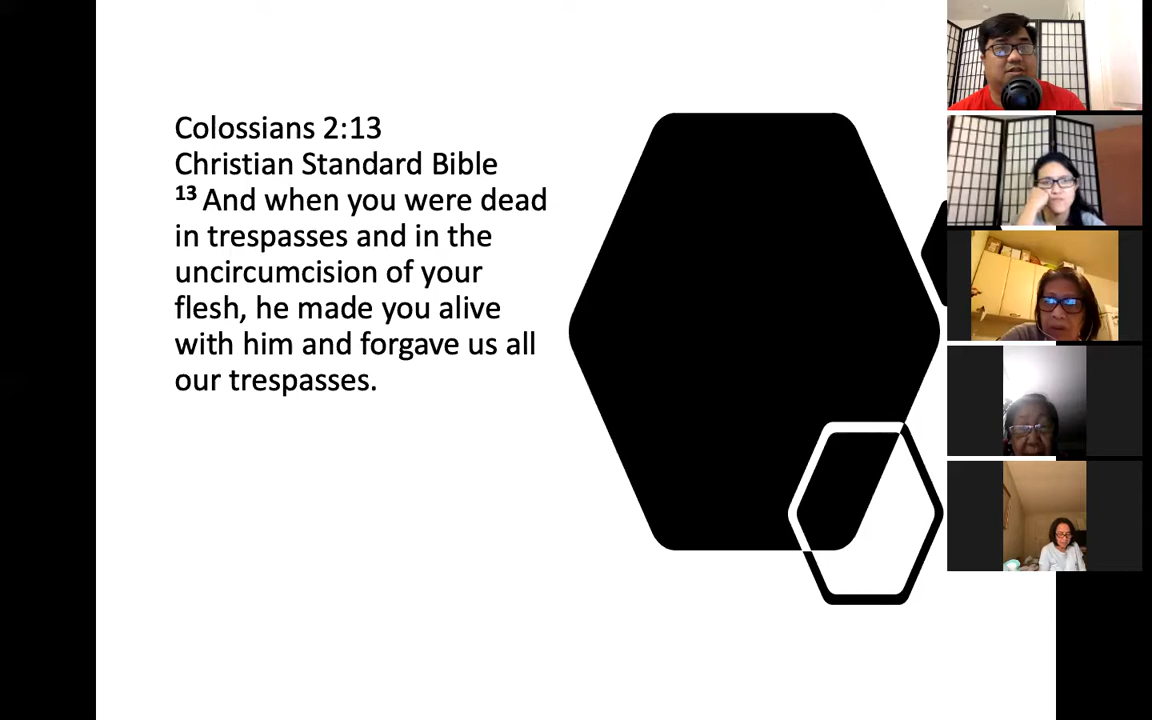 Colossians 2:13
Christian Standard Bible
13 And when you were dead
in trespasses and in the
uncircumcision of your
flesh, he made you alive
with him and forgave us all
our trespasses.